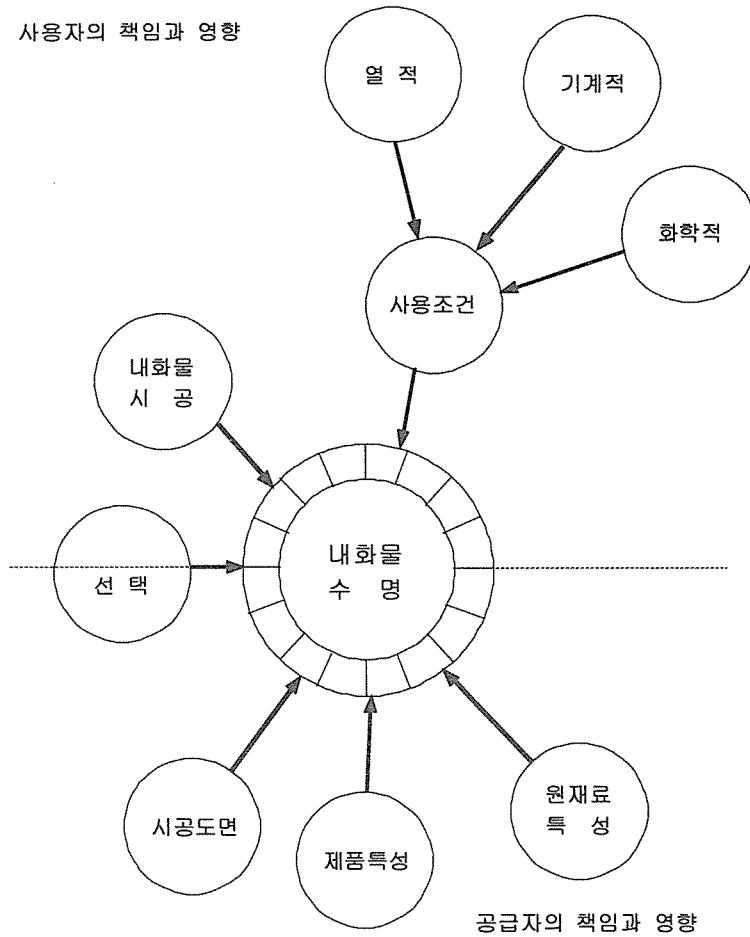 사용자의 책임과 영향
열 적
기계적
화학적
사용조건
내화물
시 공
내화물
수 명
선 택
시공도면
제품특성
원재료
특 성
공급자의 책임과 영향